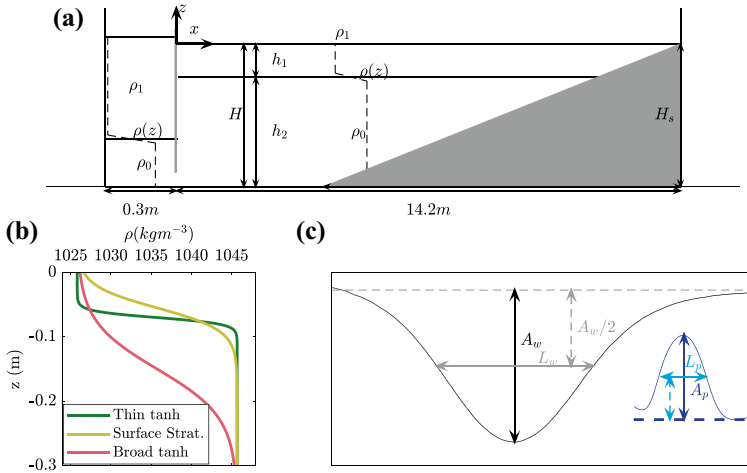 (a)
z
x
ρ1
h1
ρ1
ρ(z)
H
ρ(z)
h2
ρ0
Hs
ρ0
0.3m
14.2m
(b)
ρ(kgm−3)
1025 1030 1035 1040 1045
0
-0.1
-0.2
-0.3
z (m)
Thin tanh
Surface Strat.
Broad tanh
(c)
Aw/2
Aw
Lw
Lp
Ap